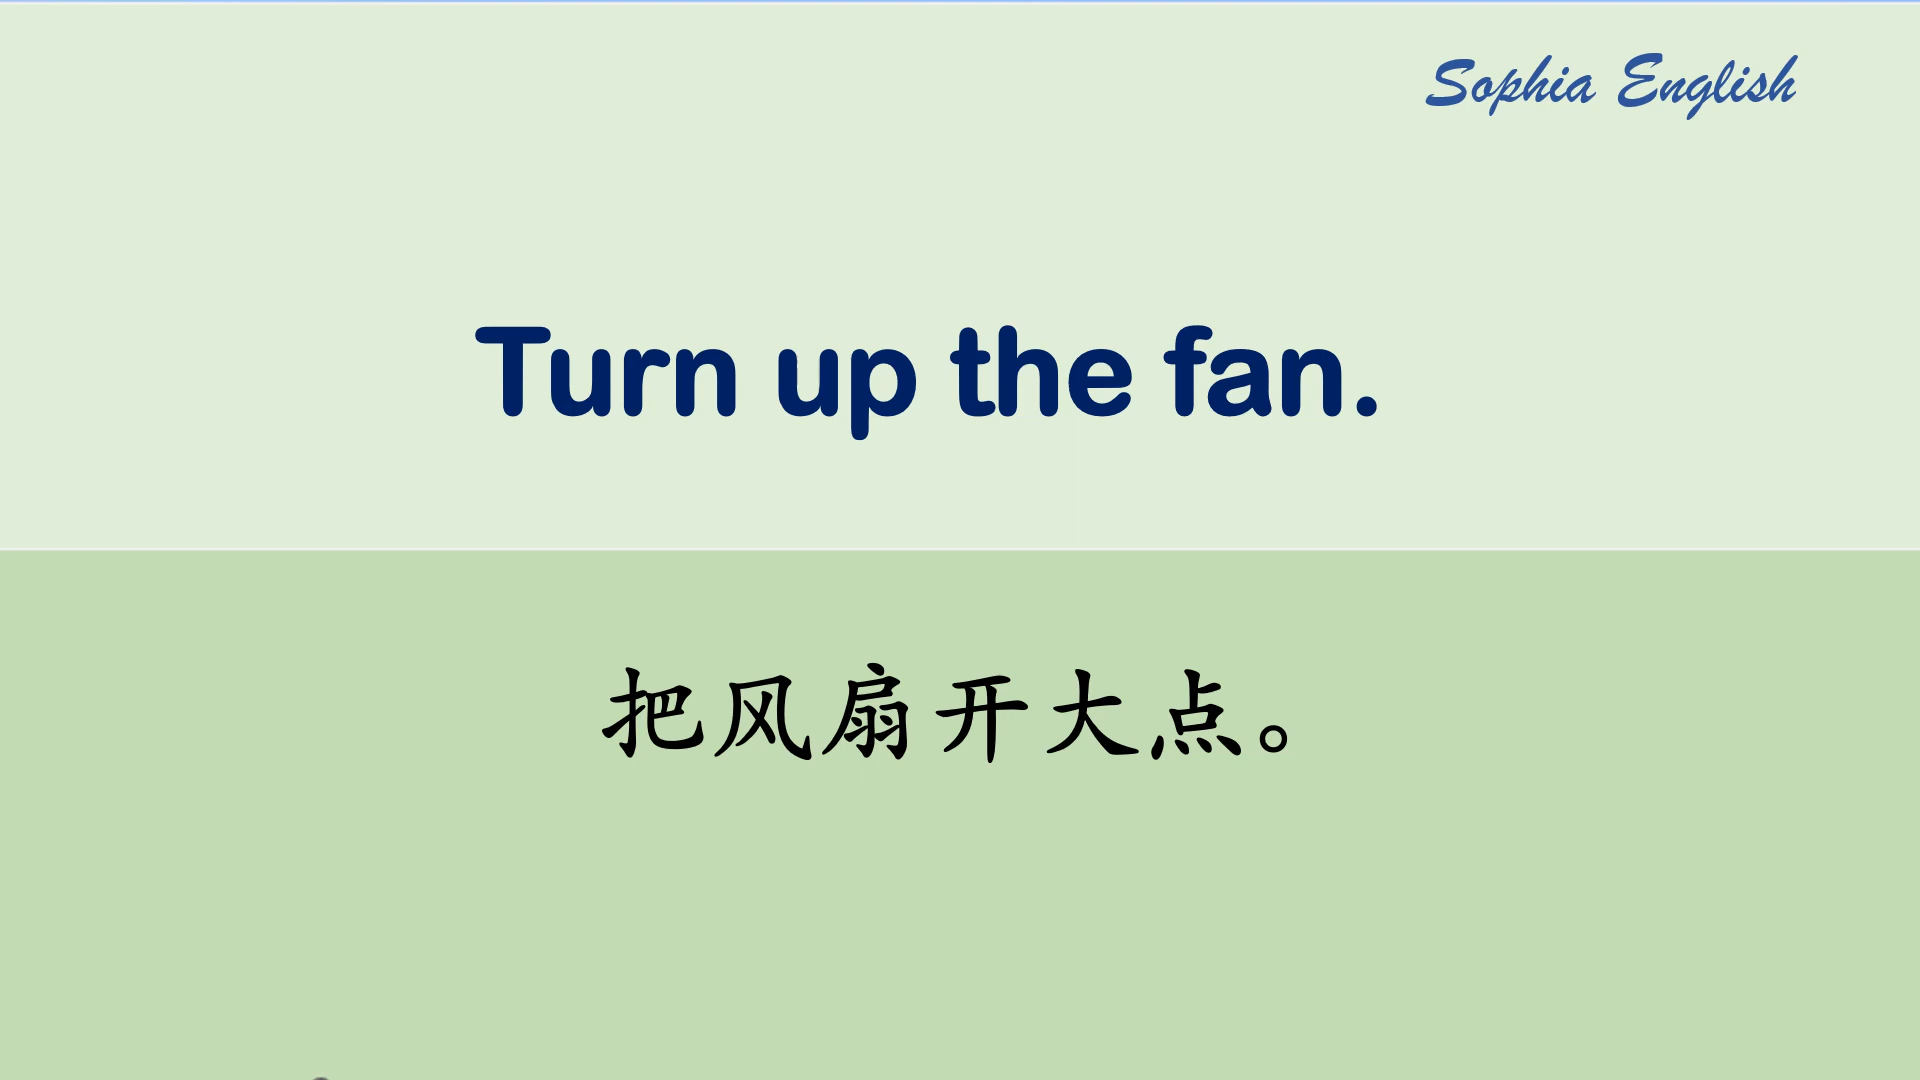 Sophia English
Turn up the fan.
把风扇开大点。